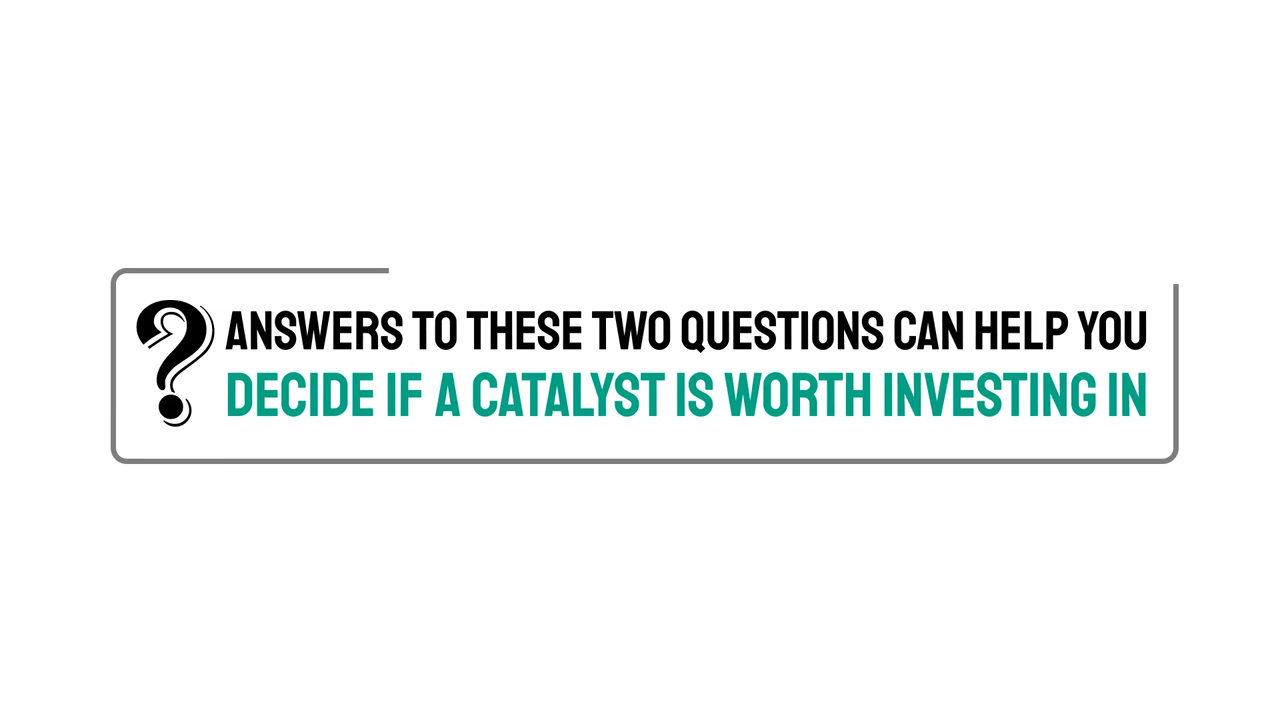 ANSWERS TO THESE TWO QUESTIONS CAN HELP YOU
DECIDE IF A CATALYST IS WORTH INVESTING IN